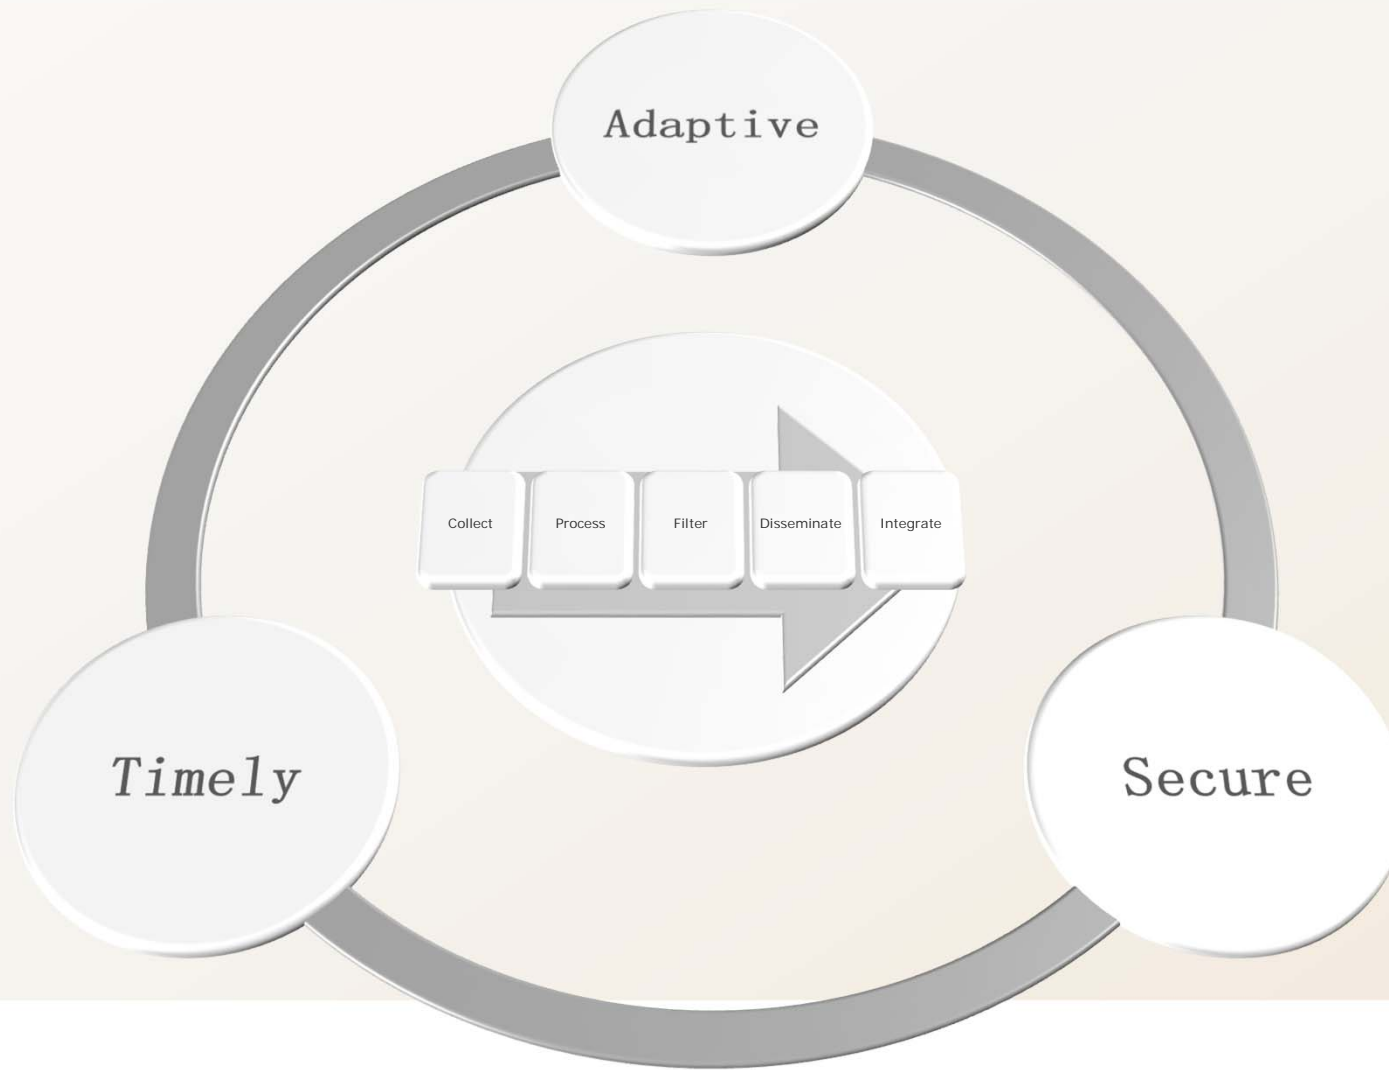 Adaptive
Collect
Process
Filter
Disseminate
Integrate
Timely
Secure